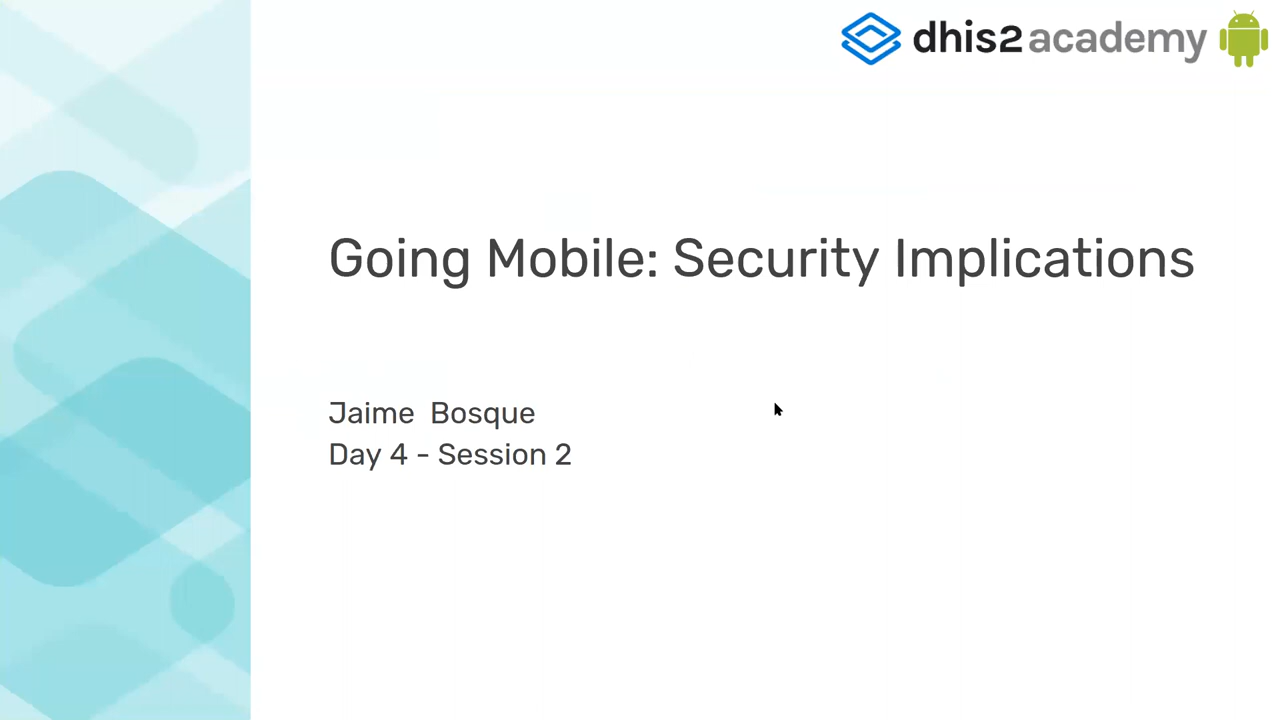 dhis2 academy
Going Mobile: Security Implications
Jaime Bosque
Day 4 - Session 2